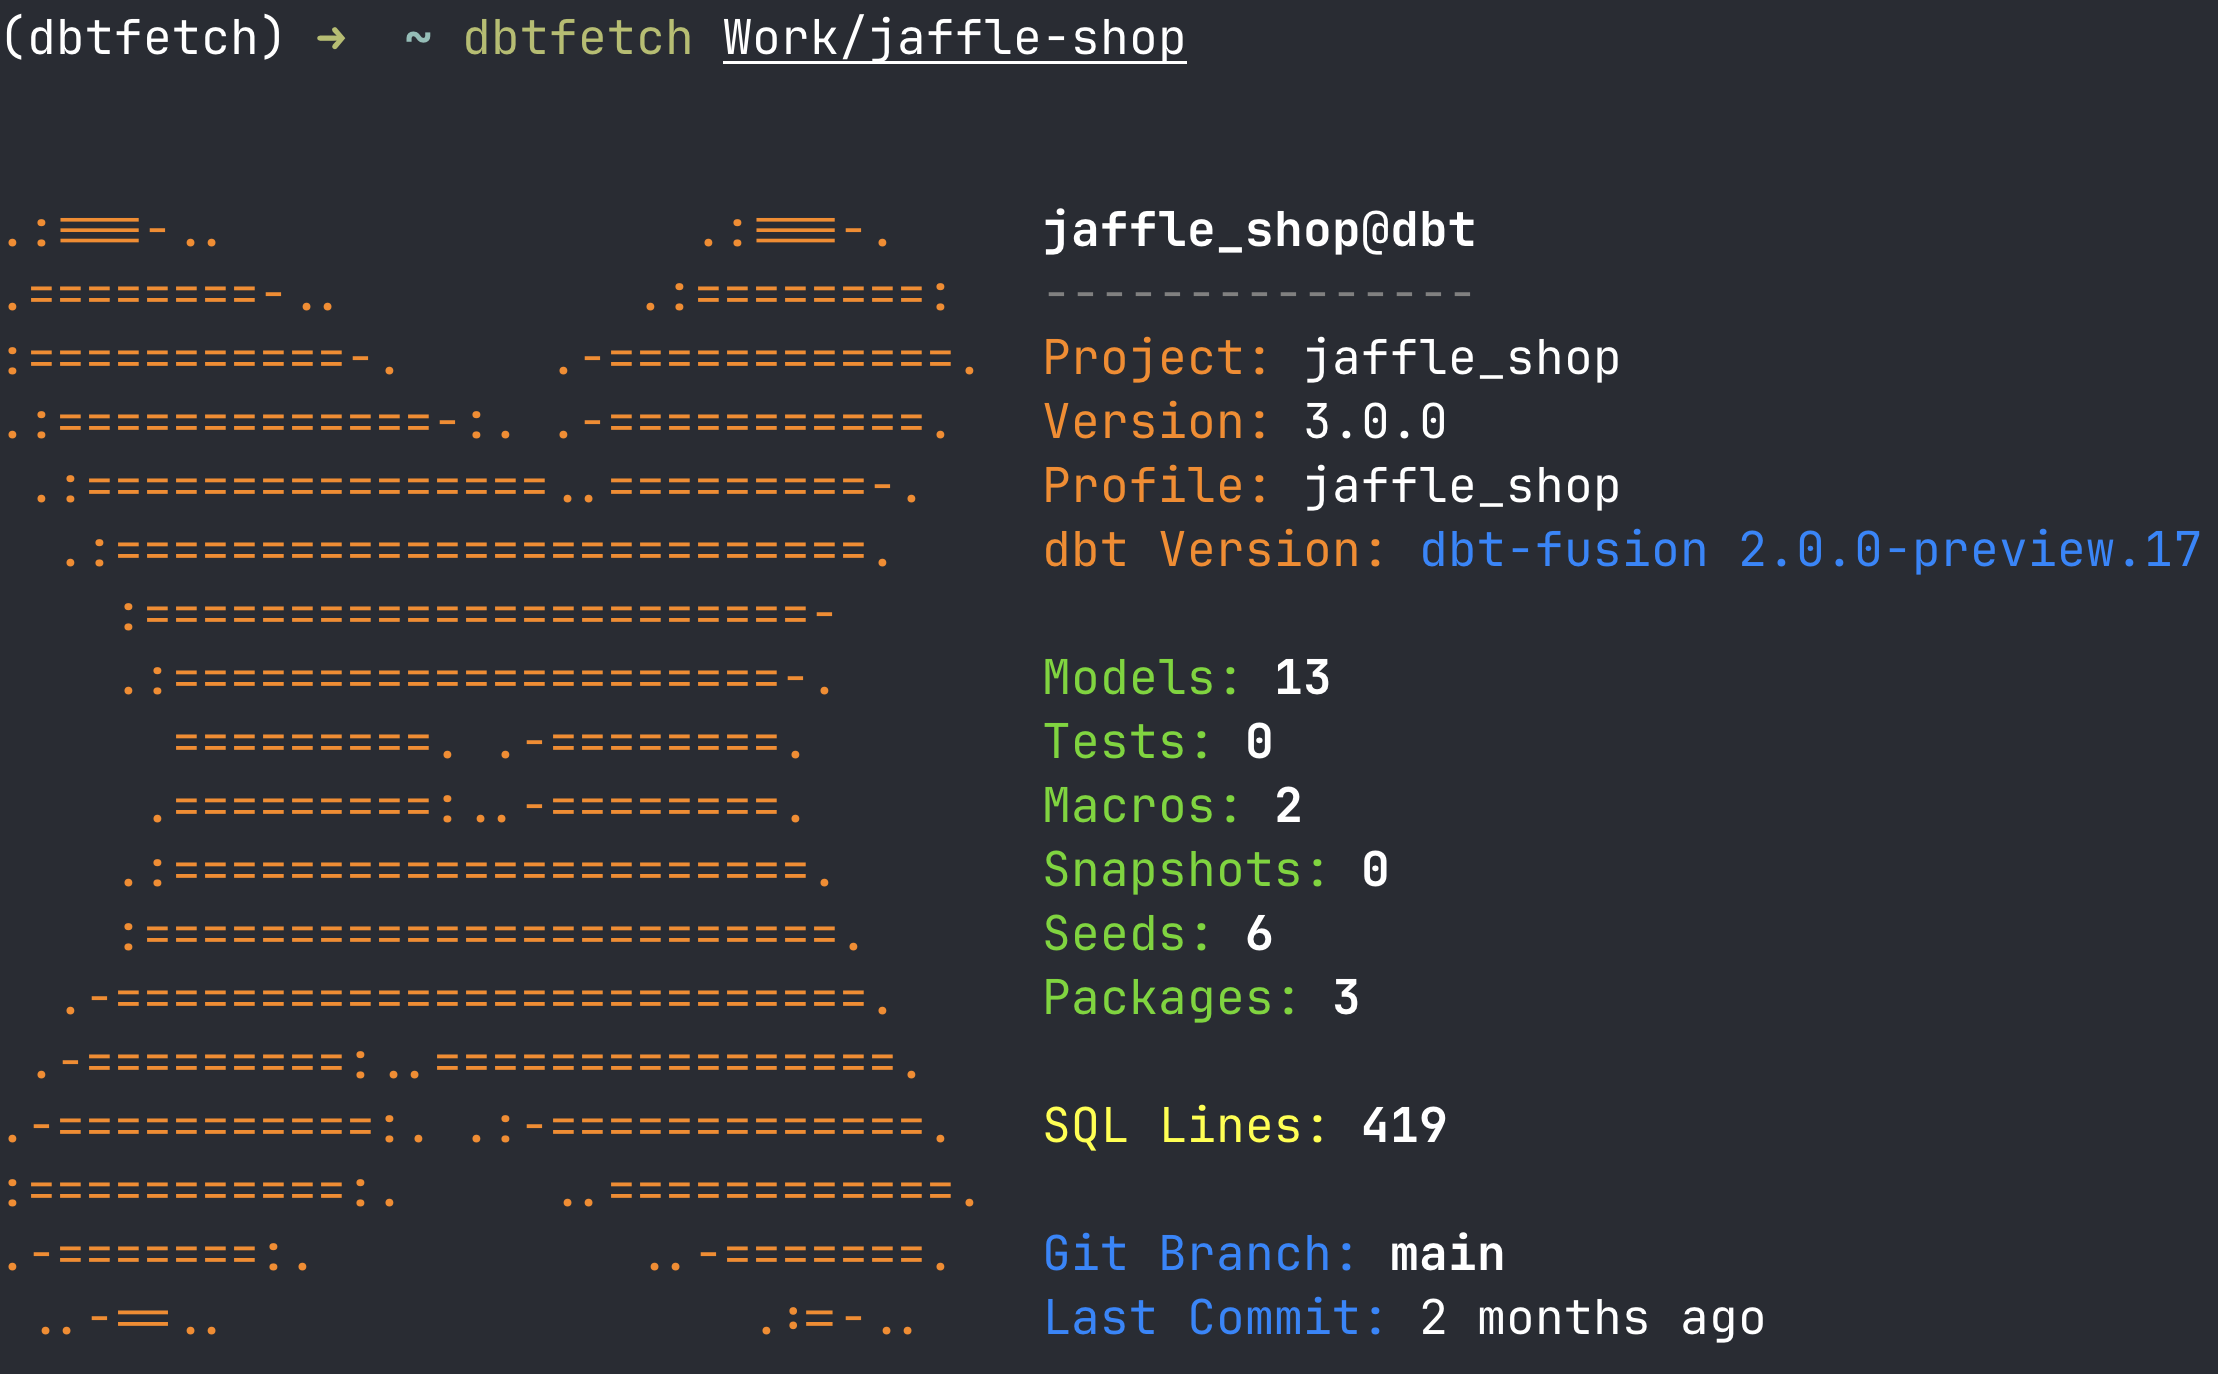 (dbtfetch) ➜  ~ dbtfetch Work/jaffle-shop
jaffle_shop@dbt
---------------
Project: jaffle_shop
Version: 3.0.0
Profile: jaffle_shop
dbt Version: dbt-fusion 2.0.0-preview.17
Models: 13
Tests: 0
Macros: 2
Snapshots: 0
Seeds: 6
Packages: 3
SQL Lines: 419
Git Branch: main
Last Commit: 2 months ago